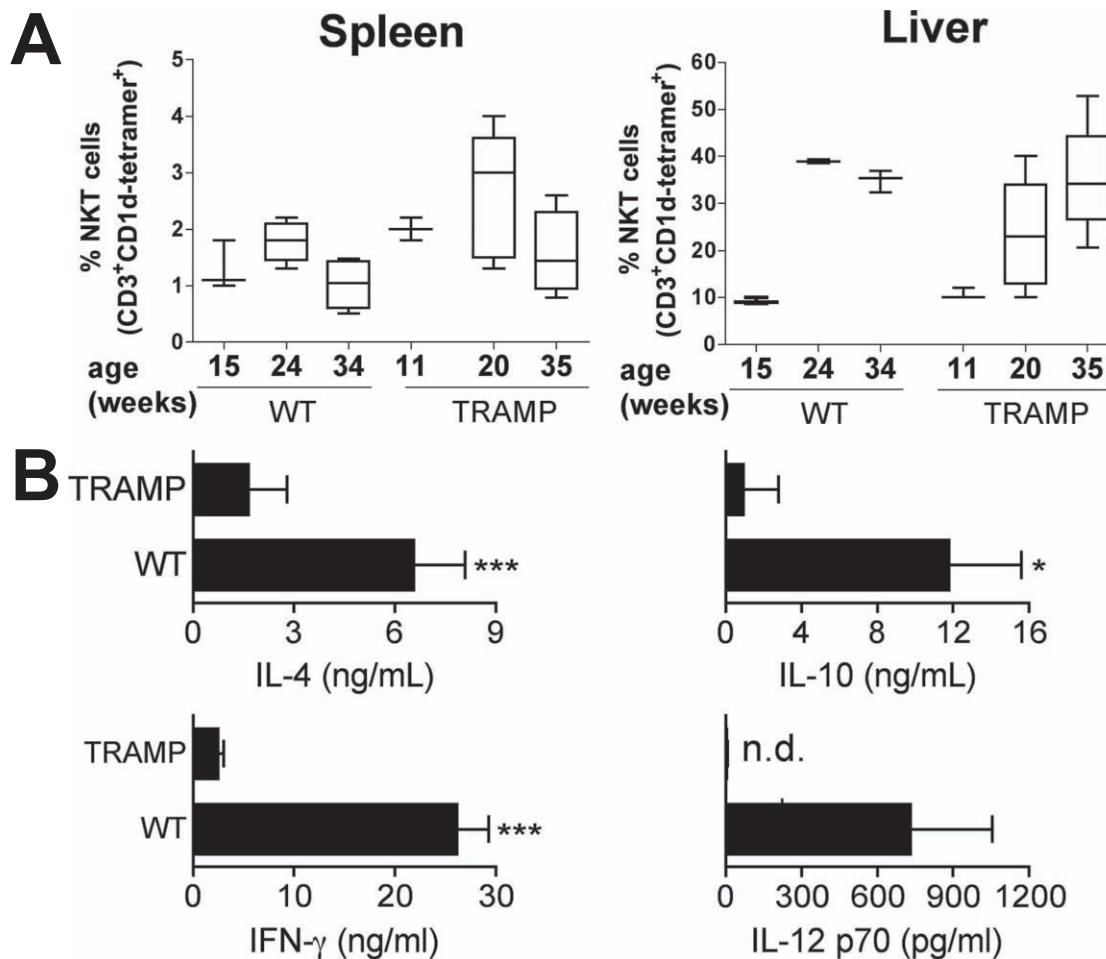 A
Spleen
Liver
% NKT cells
(CD3⁺CD1d-tetramer⁺)
5
4
3
2
1
0
age
(weeks)
15 24 34 11 20 35
WT TRAMP
% NKT cells
(CD3⁺CD1d-tetramer⁺)
60
50
40
30
20
10
0
age
(weeks)
15 24 34 11 20 35
WT TRAMP
B
TRAMP
WT
***
0 3 6 9
IL-4 (ng/mL)
*
0 4 8 12 16
IL-10 (ng/mL)
TRAMP
WT
***
0 10 20 30
IFN-γ (ng/ml)
n.d.
0 300 600 900 1200
IL-12 p70 (pg/ml)